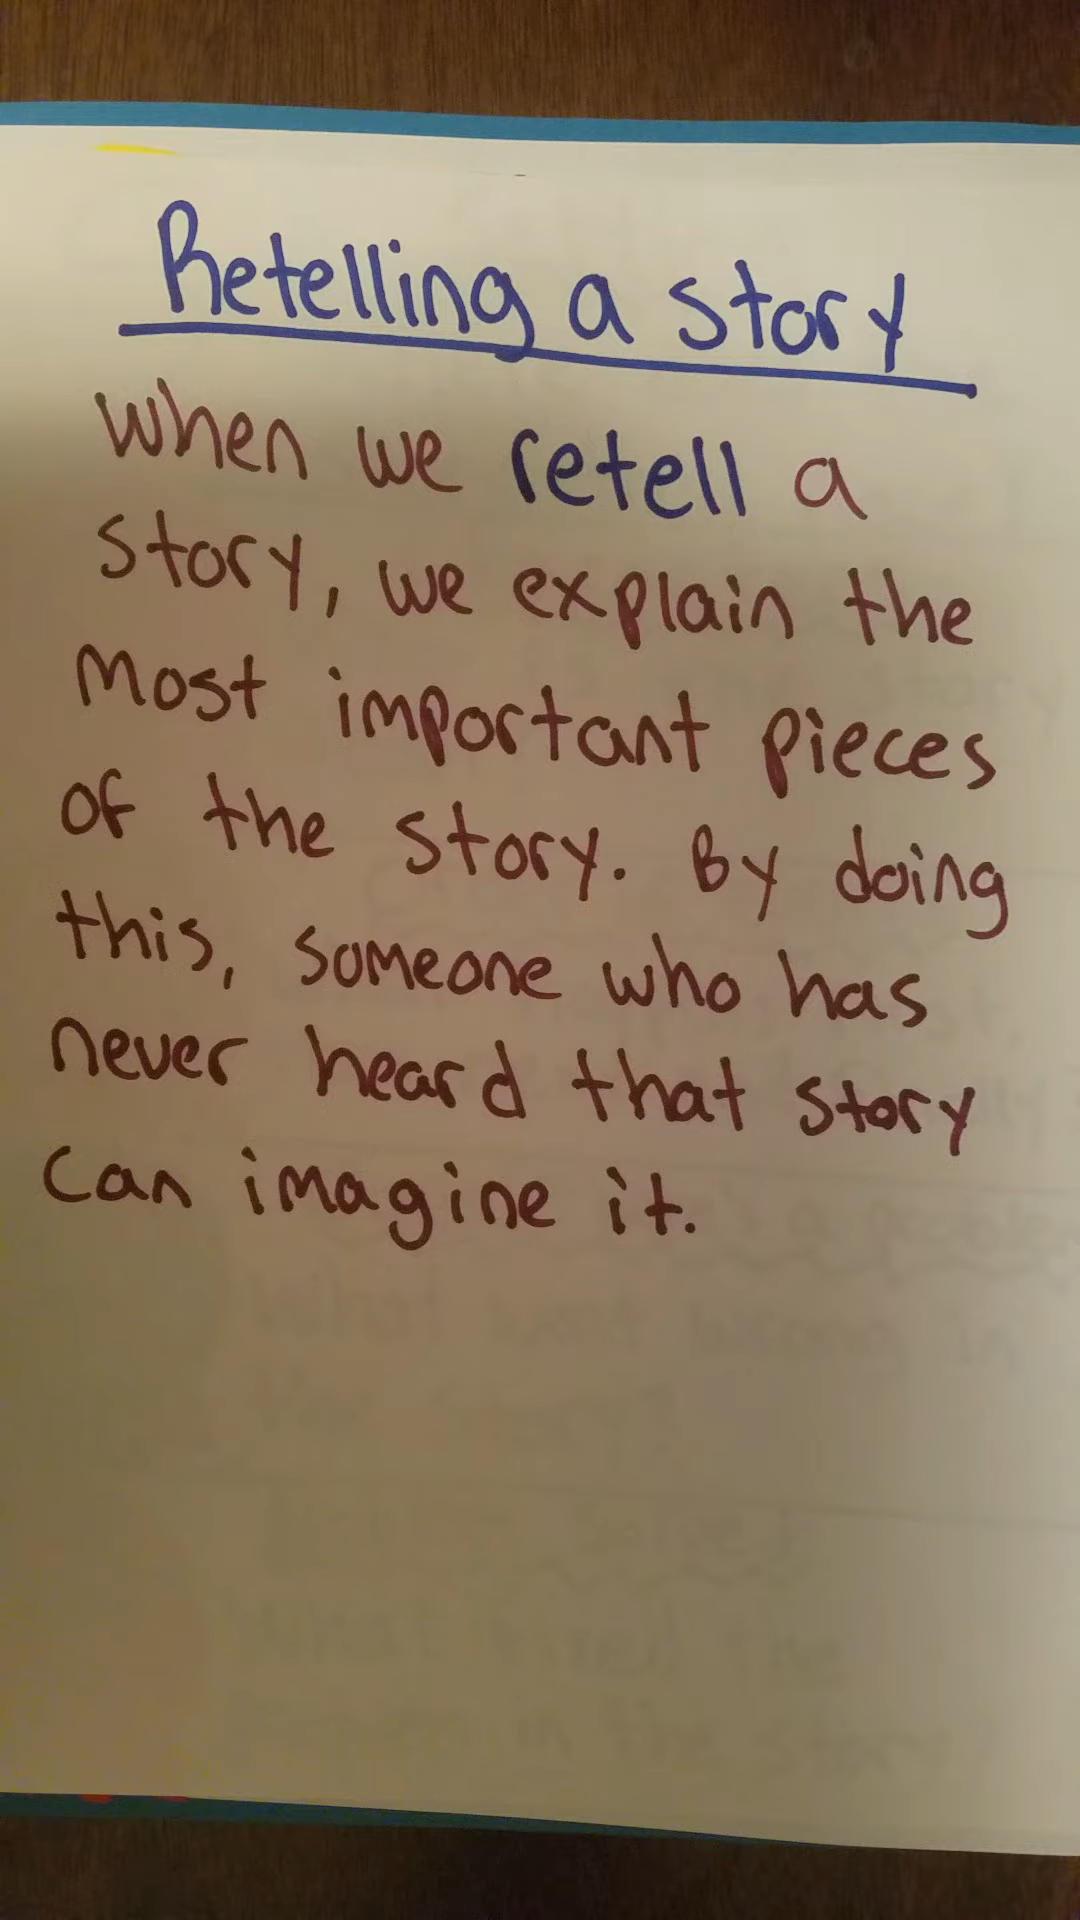 Retelling a story
When we retell a
story, we explain the
most important pieces
of the story. By doing
this, someone who has
never heard that story
can imagine it.